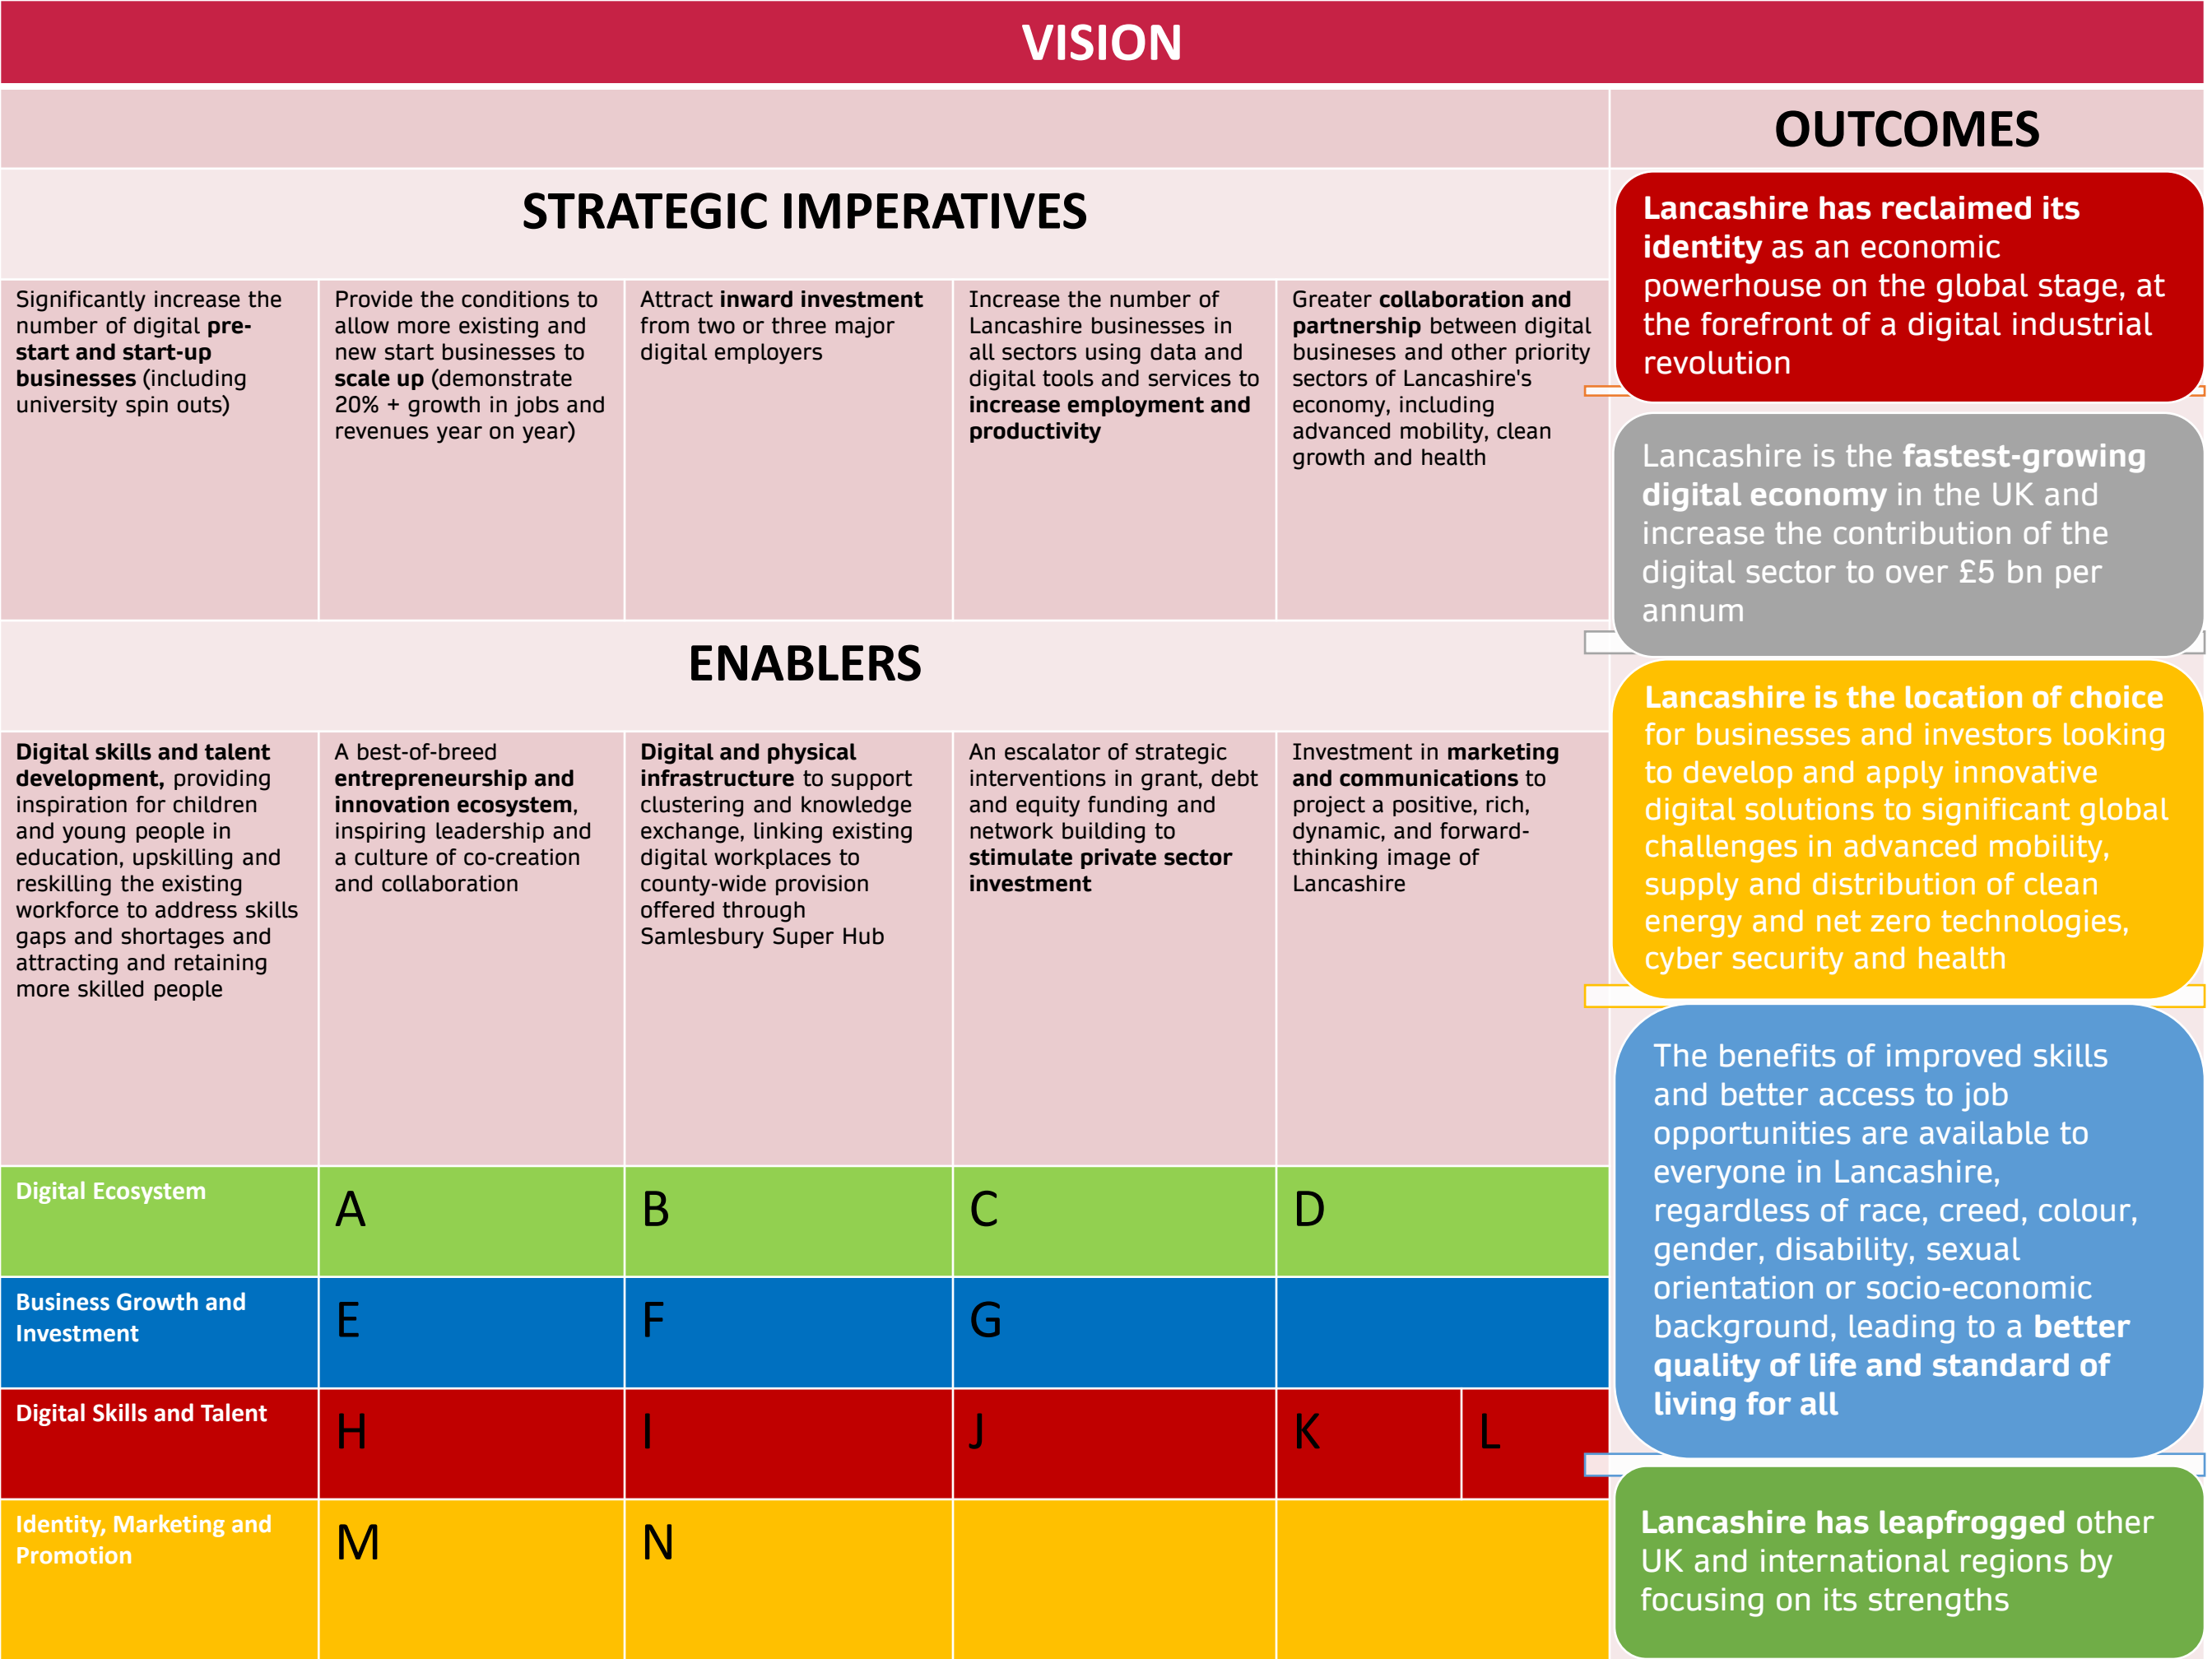 VISION
OUTCOMES
STRATEGIC IMPERATIVES
Significantly increase the
number of digital pre-
start and start-up
businesses (including
university spin outs)
Provide the conditions to
allow more existing and
new start businesses to
scale up (demonstrate
20% + growth in jobs and
revenues year on year)
Attract inward investment
from two or three major
digital employers
Increase the number of
Lancashire businesses in
all sectors using data and
digital tools and services to
increase employment and
productivity
Greater collaboration and
partnership between digital
busineses and other priority
sectors of Lancashire's
economy, including
advanced mobility, clean
growth and health
ENABLERS
Digital skills and talent
development, providing
inspiration for children
and young people in
education, upskilling and
reskilling the existing
workforce to address skills
gaps and shortages and
attracting and retaining
more skilled people
A best-of-breed
entrepreneurship and
innovation ecosystem,
inspiring leadership and
a culture of co-creation
and collaboration
Digital and physical
infrastructure to support
clustering and knowledge
exchange, linking existing
digital workplaces to
county-wide provision
offered through
Samlesbury Super Hub
An escalator of strategic
interventions in grant, debt
and equity funding and
network building to
stimulate private sector
investment
Investment in marketing
and communications to
project a positive, rich,
dynamic, and forward-
thinking image of
Lancashire
Digital Ecosystem
A
B
C
D
Business Growth and
Investment
E
F
G
Digital Skills and Talent
H
I
J
K
L
Identity, Marketing and
Promotion
M
N
Lancashire has reclaimed its
identity as an economic
powerhouse on the global stage, at
the forefront of a digital industrial
revolution
Lancashire is the fastest-growing
digital economy in the UK and
increase the contribution of the
digital sector to over £5 bn per
annum
Lancashire is the location of choice
for businesses and investors looking
to develop and apply innovative
digital solutions to significant global
challenges in advanced mobility,
supply and distribution of clean
energy and net zero technologies,
cyber security and health
The benefits of improved skills
and better access to job
opportunities are available to
everyone in Lancashire,
regardless of race, creed, colour,
gender, disability, sexual
orientation or socio-economic
background, leading to a better
quality of life and standard of
living for all
Lancashire has leapfrogged other
UK and international regions by
focusing on its strengths